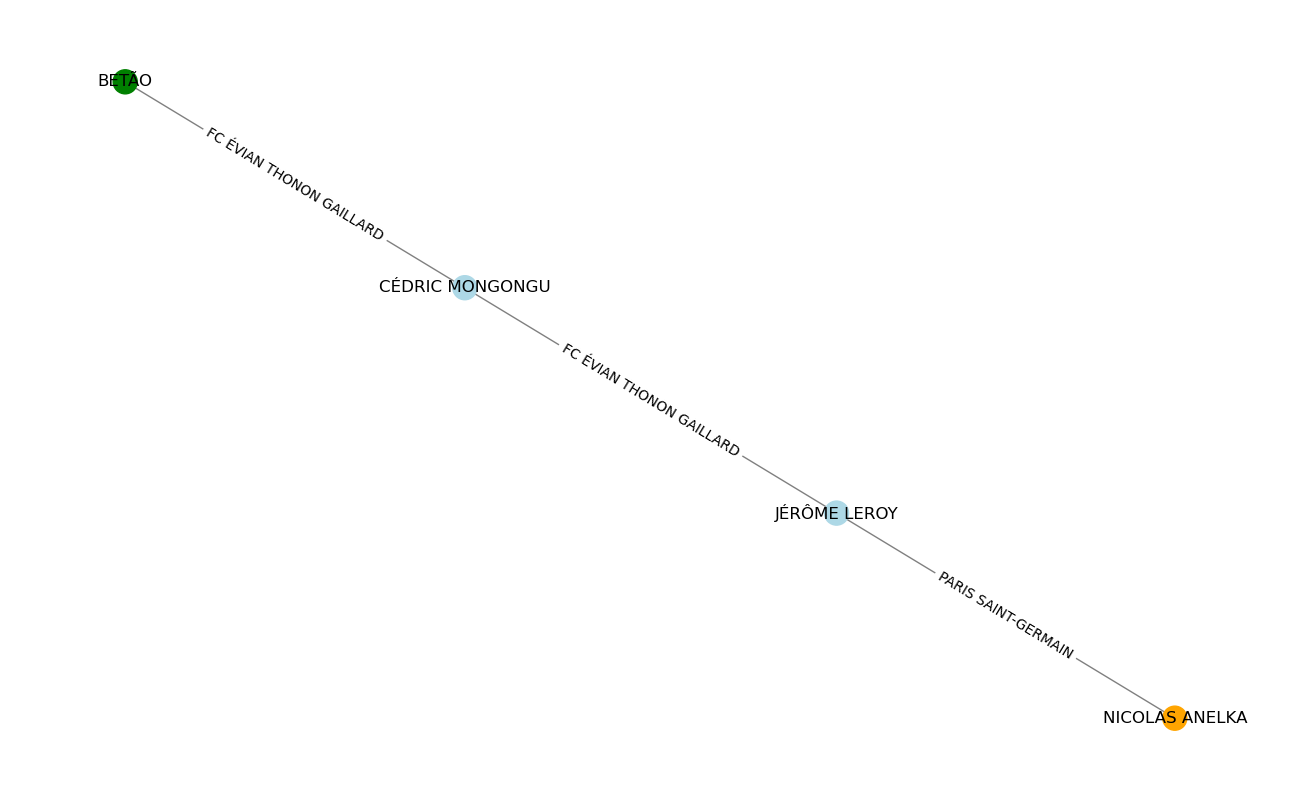 BETÃO
FC ÉVIAN THONON GAILLARD
CÉDRIC MONGONGU
FC ÉVIAN THONON GAILLARD
JÉRÔME LEROY
PARIS SAINT-GERMAIN
NICOLAS ANELKA